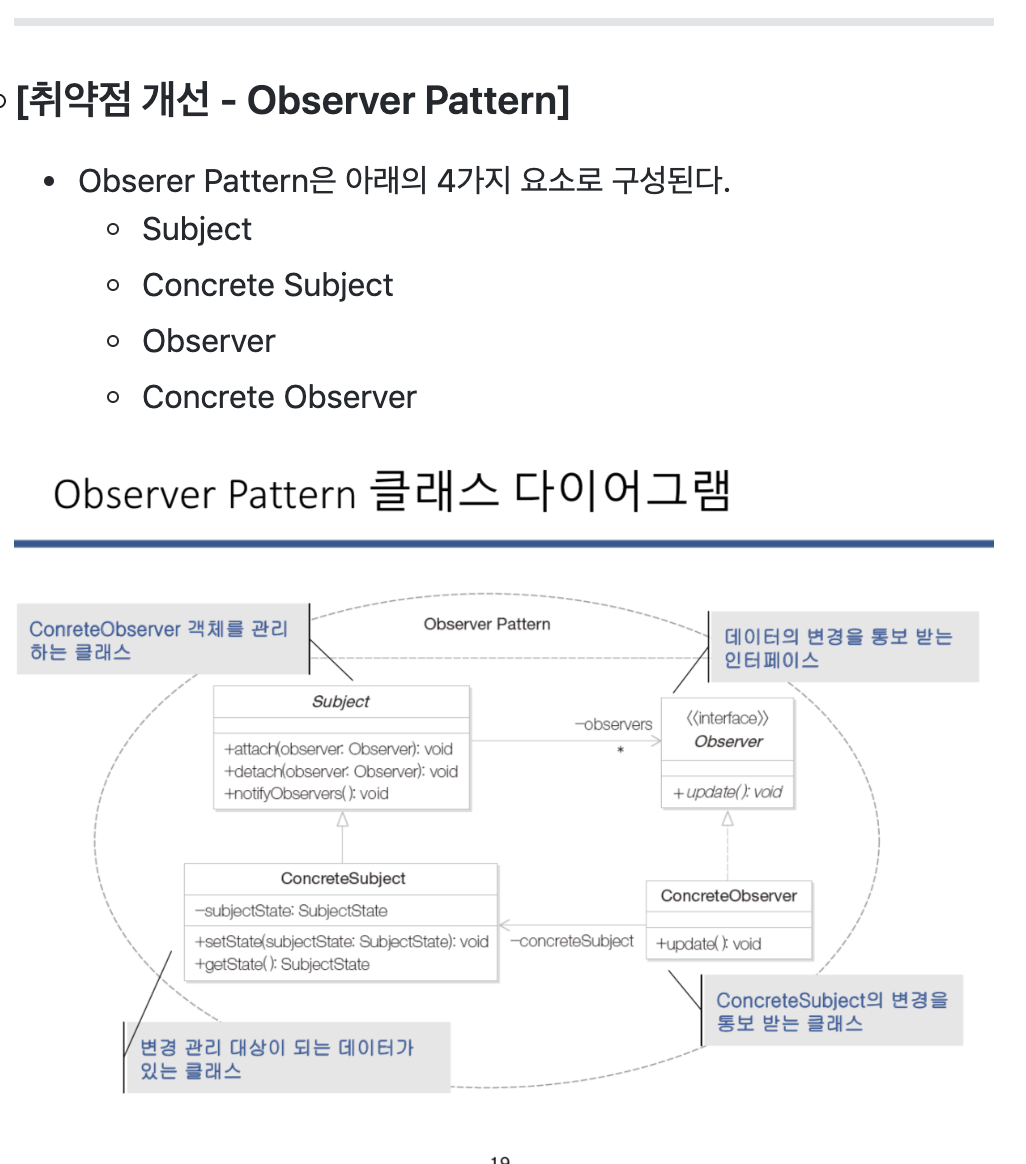 [취약점 개선 - Observer Pattern]
Obserer Pattern은 아래의 4가지 요소로 구성된다.
Subject
Concrete Subject
Observer
Concrete Observer
Observer Pattern 클래스 다이어그램
Observer Pattern
ConreteObserver 객체를 관리
하는 클래스
데이터의 변경을 통보 받는
인터페이스
Subject
+attach(observer: Observer): void
+detach(observer: Observer): void
+notifyObservers(): void
-observers
*
<<interface>>
Observer
+update(): void
ConcreteSubject
-subjectState: SubjectState
+setState(subjectState: SubjectState): void
+getState(): SubjectState
-concreteSubject
ConcreteObserver
+update(): void
ConcreteSubject의 변경을
통보 받는 클래스
변경 관리 대상이 되는 데이터가
있는 클래스
19